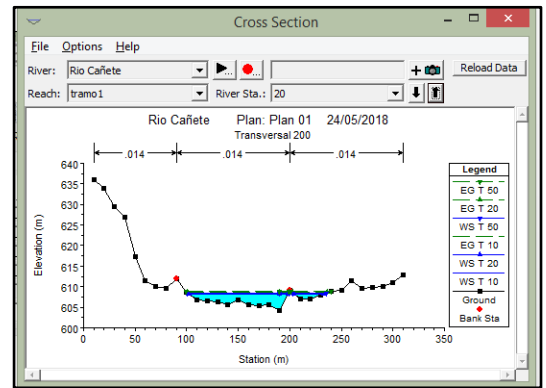 Cross Section
File Options Help
River: Rio Cañete ... ... Reload Data
Reach: tramo1 River Sta.: 20
Rio Cañete Plan: Plan 01 24/05/2018
Transversal 200
.014 .014 .014
640
635
630
625
620
615
610
605
600
Elevation (m)
0 50 100 150 200 250 300 350
Station (m)
Legend
EG T 50
EG T 20
WS T 50
EG T 10
WS T 20
WS T 10
Ground
Bank Sta